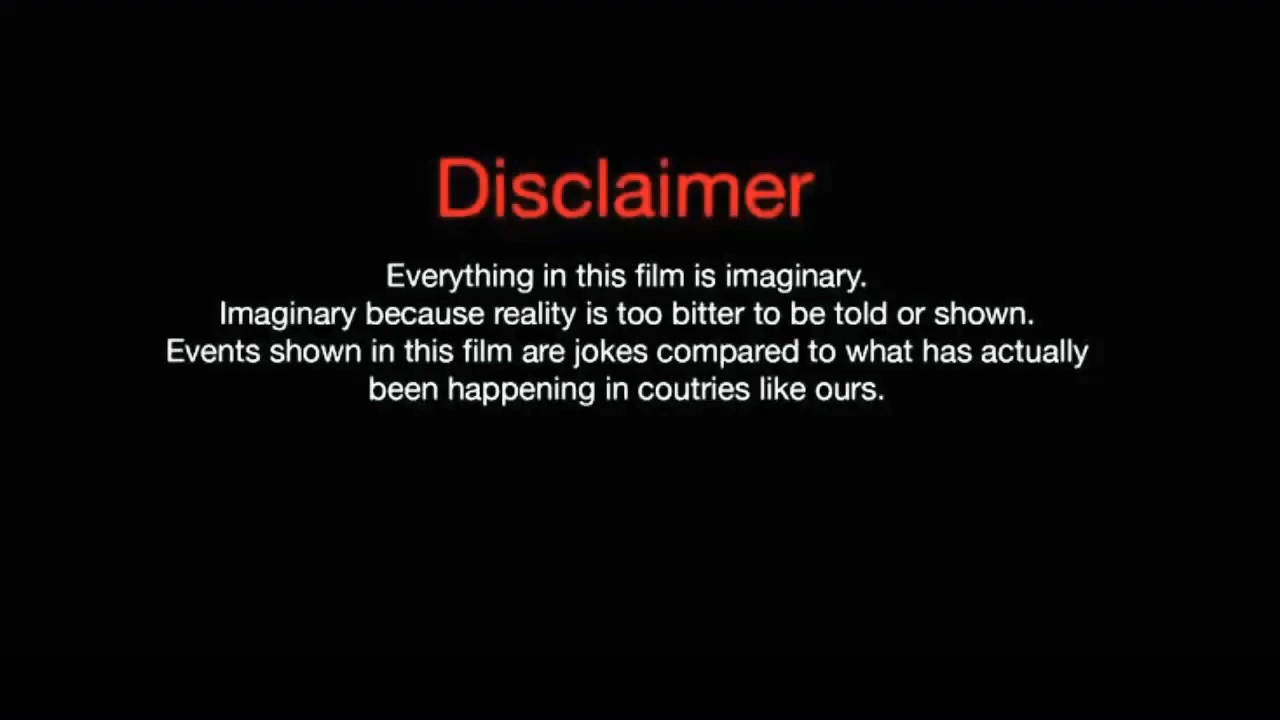 Disclaimer
Everything in this film is imaginary.
Imaginary because reality is too bitter to be told or shown.
Events shown in this film are jokes compared to what has actually
been happening in coutries like ours.